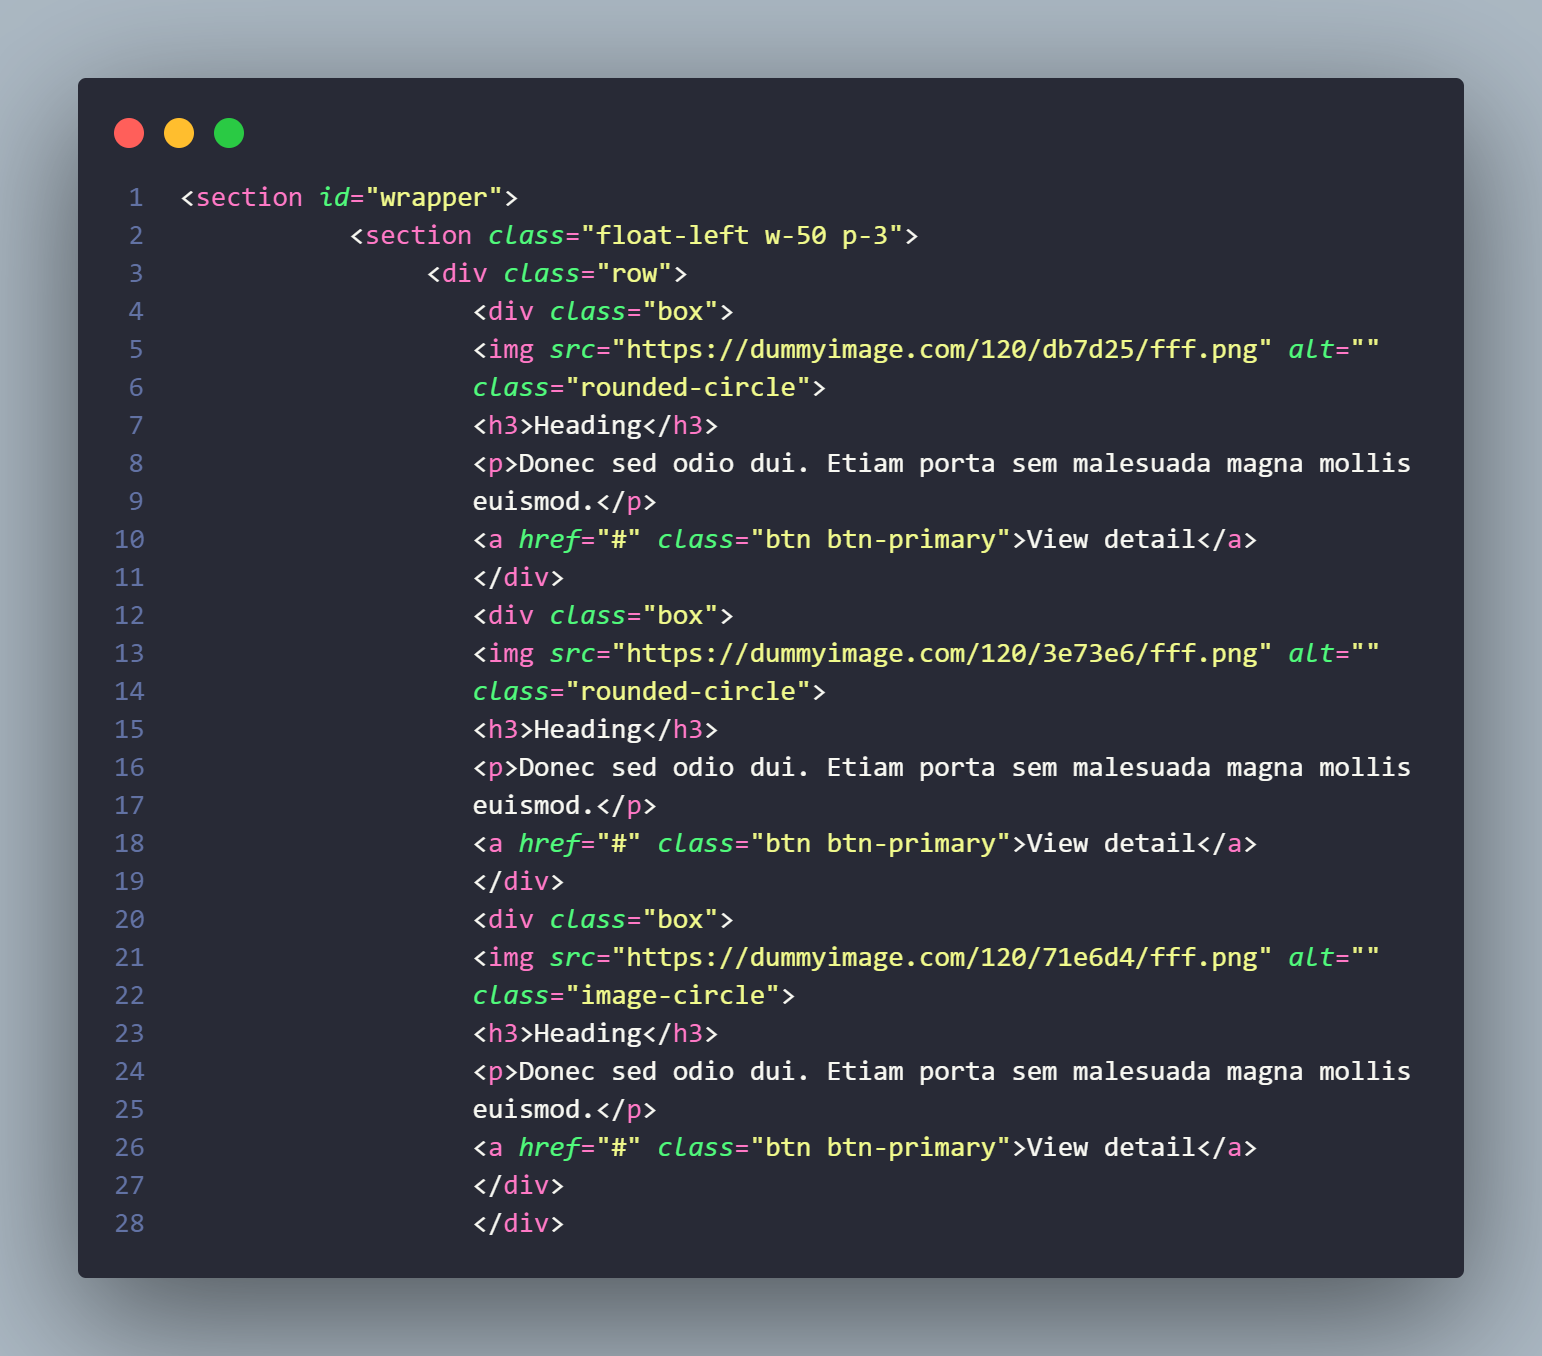 1 <section id="wrapper">
2 <section class="float-left w-50 p-3">
3 <div class="row">
4 <div class="box">
5 <img src="https://dummyimage.com/120/db7d25/fff.png" alt=""
6 class="rounded-circle">
7 <h3>Heading</h3>
8 <p>Donec sed odio dui. Etiam porta sem malesuada magna mollis
9 euismod.</p>
10 <a href="#" class="btn btn-primary">View detail</a>
11 </div>
12 <div class="box">
13 <img src="https://dummyimage.com/120/3e73e6/fff.png" alt=""
14 class="rounded-circle">
15 <h3>Heading</h3>
16 <p>Donec sed odio dui. Etiam porta sem malesuada magna mollis
17 euismod.</p>
18 <a href="#" class="btn btn-primary">View detail</a>
19 </div>
20 <div class="box">
21 <img src="https://dummyimage.com/120/71e6d4/fff.png" alt=""
22 class="image-circle">
23 <h3>Heading</h3>
24 <p>Donec sed odio dui. Etiam porta sem malesuada magna mollis
25 euismod.</p>
26 <a href="#" class="btn btn-primary">View detail</a>
27 </div>
28 </div>